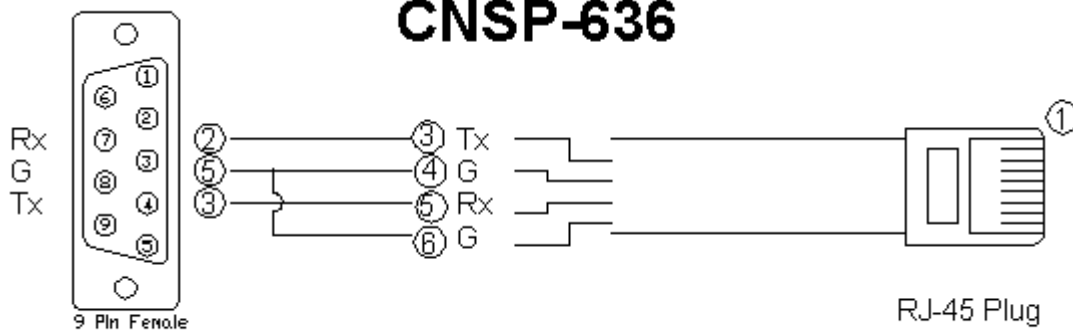 CNSP-636
1
6
2
7
3
8
4
9
5
9 Pin Female
Rx 2 3 Tx
G 5 4 G
Tx 3 5 Rx
6 G
1
RJ-45 Plug